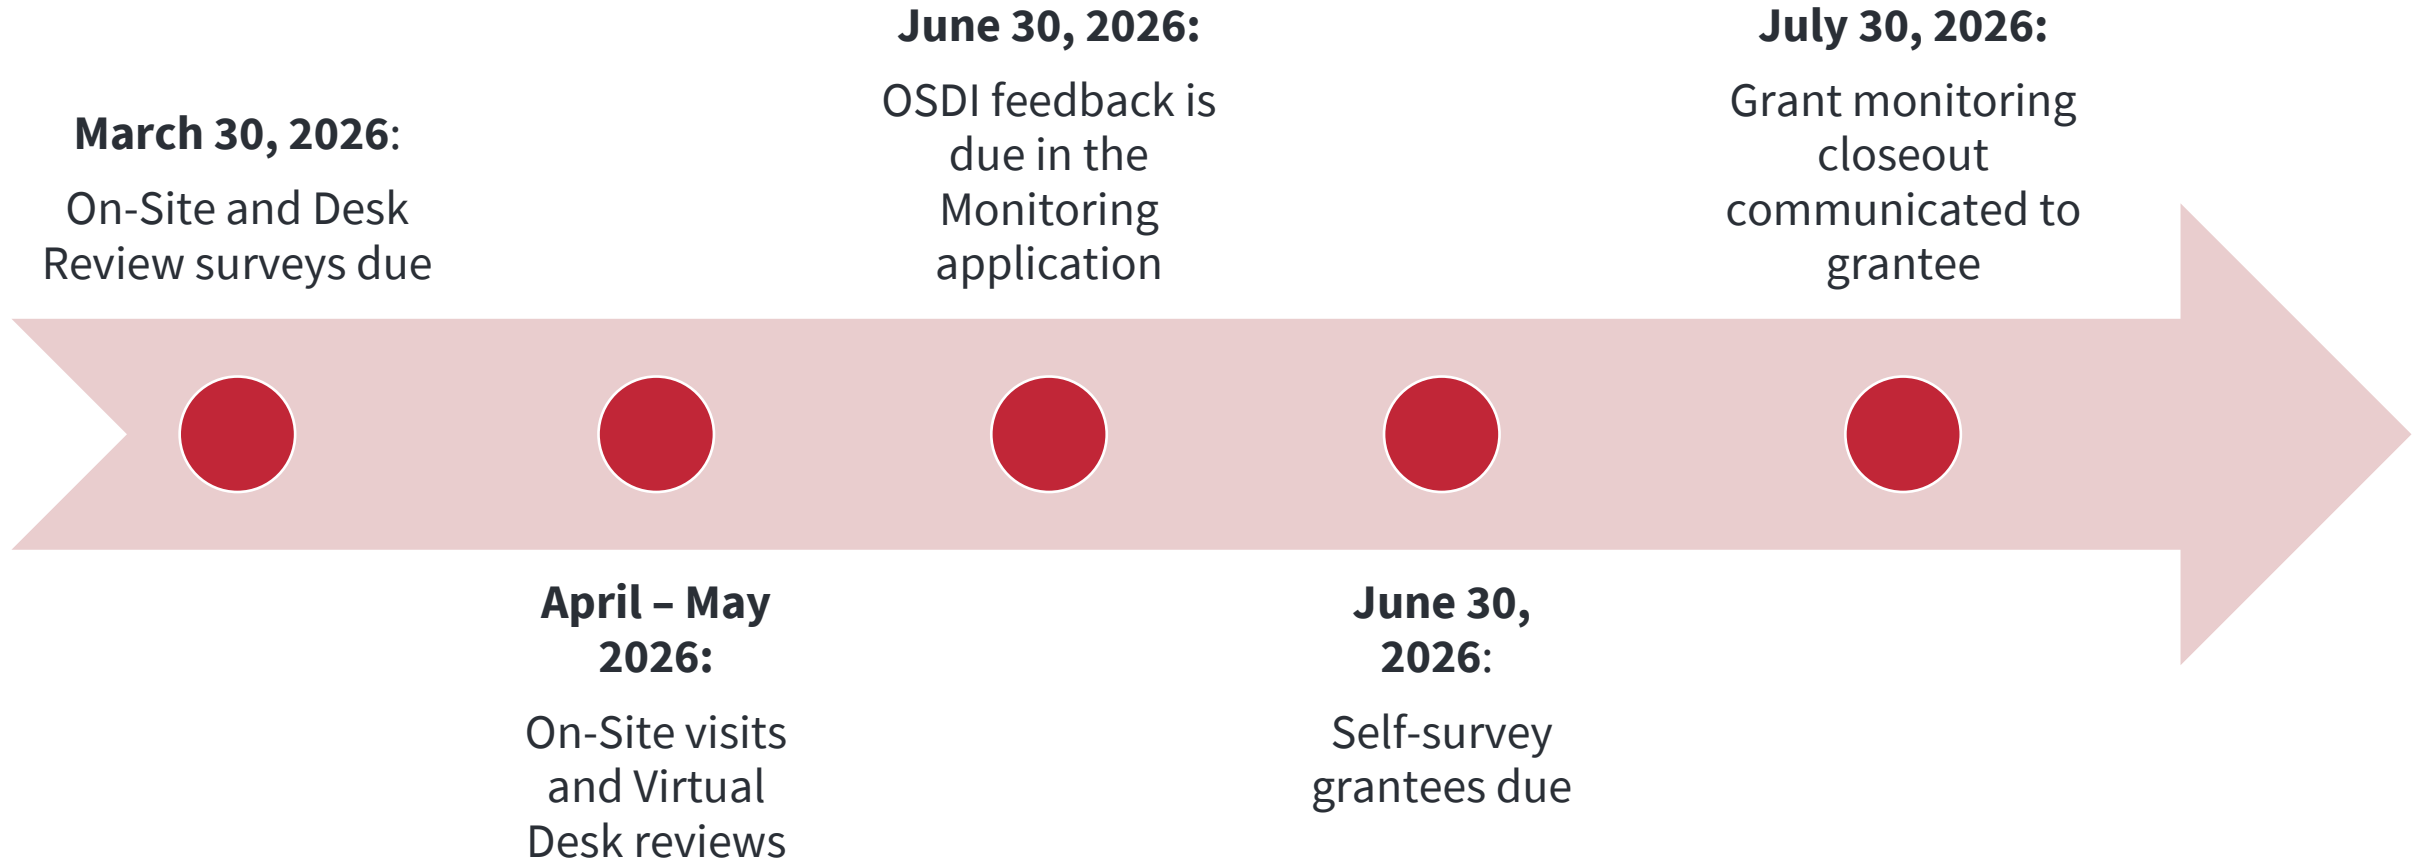 March 30, 2026:
On-Site and Desk
Review surveys due
April – May
2026:
On-Site visits
and Virtual
Desk reviews
June 30, 2026:
OSDI feedback is
due in the
Monitoring
application
June 30,
2026:
Self-survey
grantees due
July 30, 2026:
Grant monitoring
closeout
communicated to
grantee